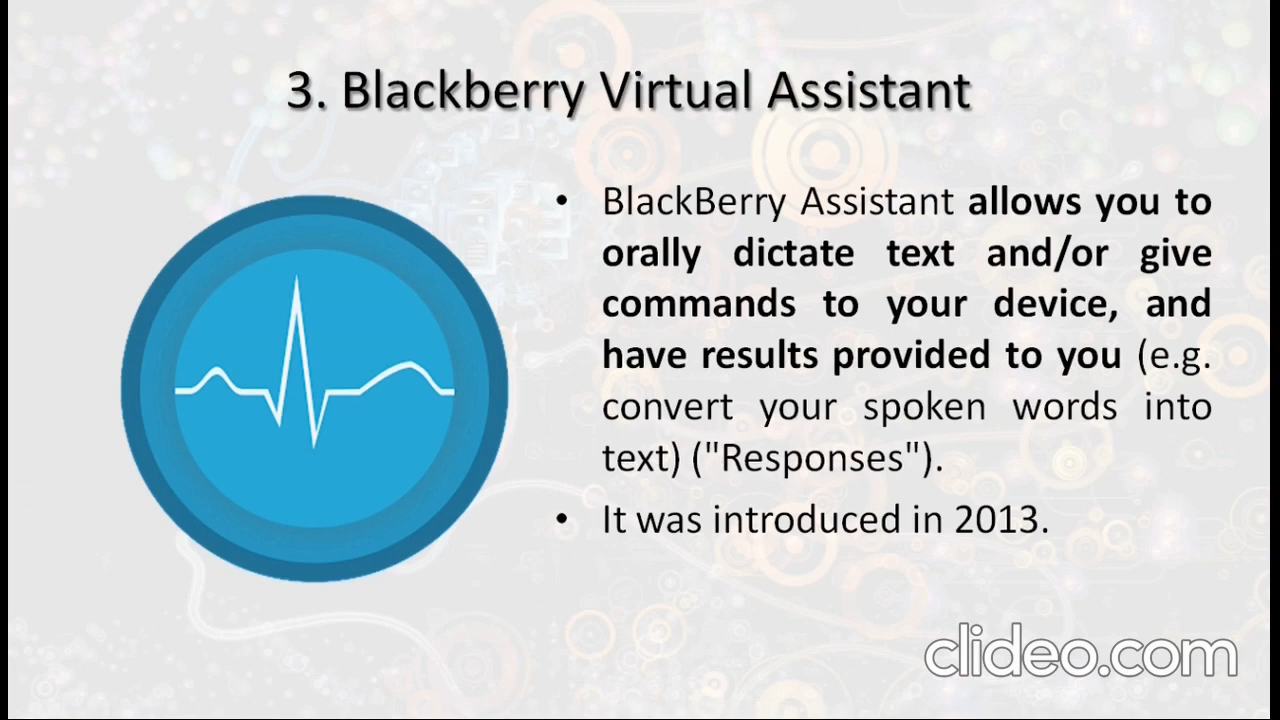 3. Blackberry Virtual Assistant
• BlackBerry Assistant allows you to
orally dictate text and/or give
commands to your device, and
have results provided to you (e.g.
convert your spoken words into
text) ("Responses").
• It was introduced in 2013.
clideo.com